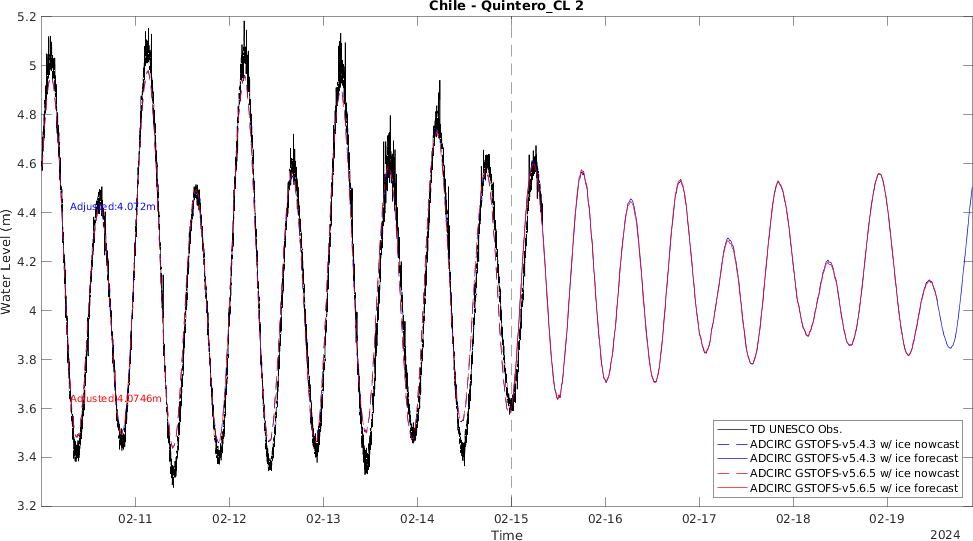 Chile - Quintero_CL 2
5.2
5
4.8
4.6
4.4
4.2
4
3.8
3.6
3.4
3.2
Water Level (m)
Adjusted:4.072m
Adjusted:4.0746m
TD UNESCO Obs.
ADCIRC GSTOFS-v5.4.3 w/ ice nowcast
ADCIRC GSTOFS-v5.4.3 w/ ice forecast
ADCIRC GSTOFS-v5.6.5 w/ ice nowcast
ADCIRC GSTOFS-v5.6.5 w/ ice forecast
02-11 02-12 02-13 02-14 02-15 02-16 02-17 02-18 02-19
Time
2024